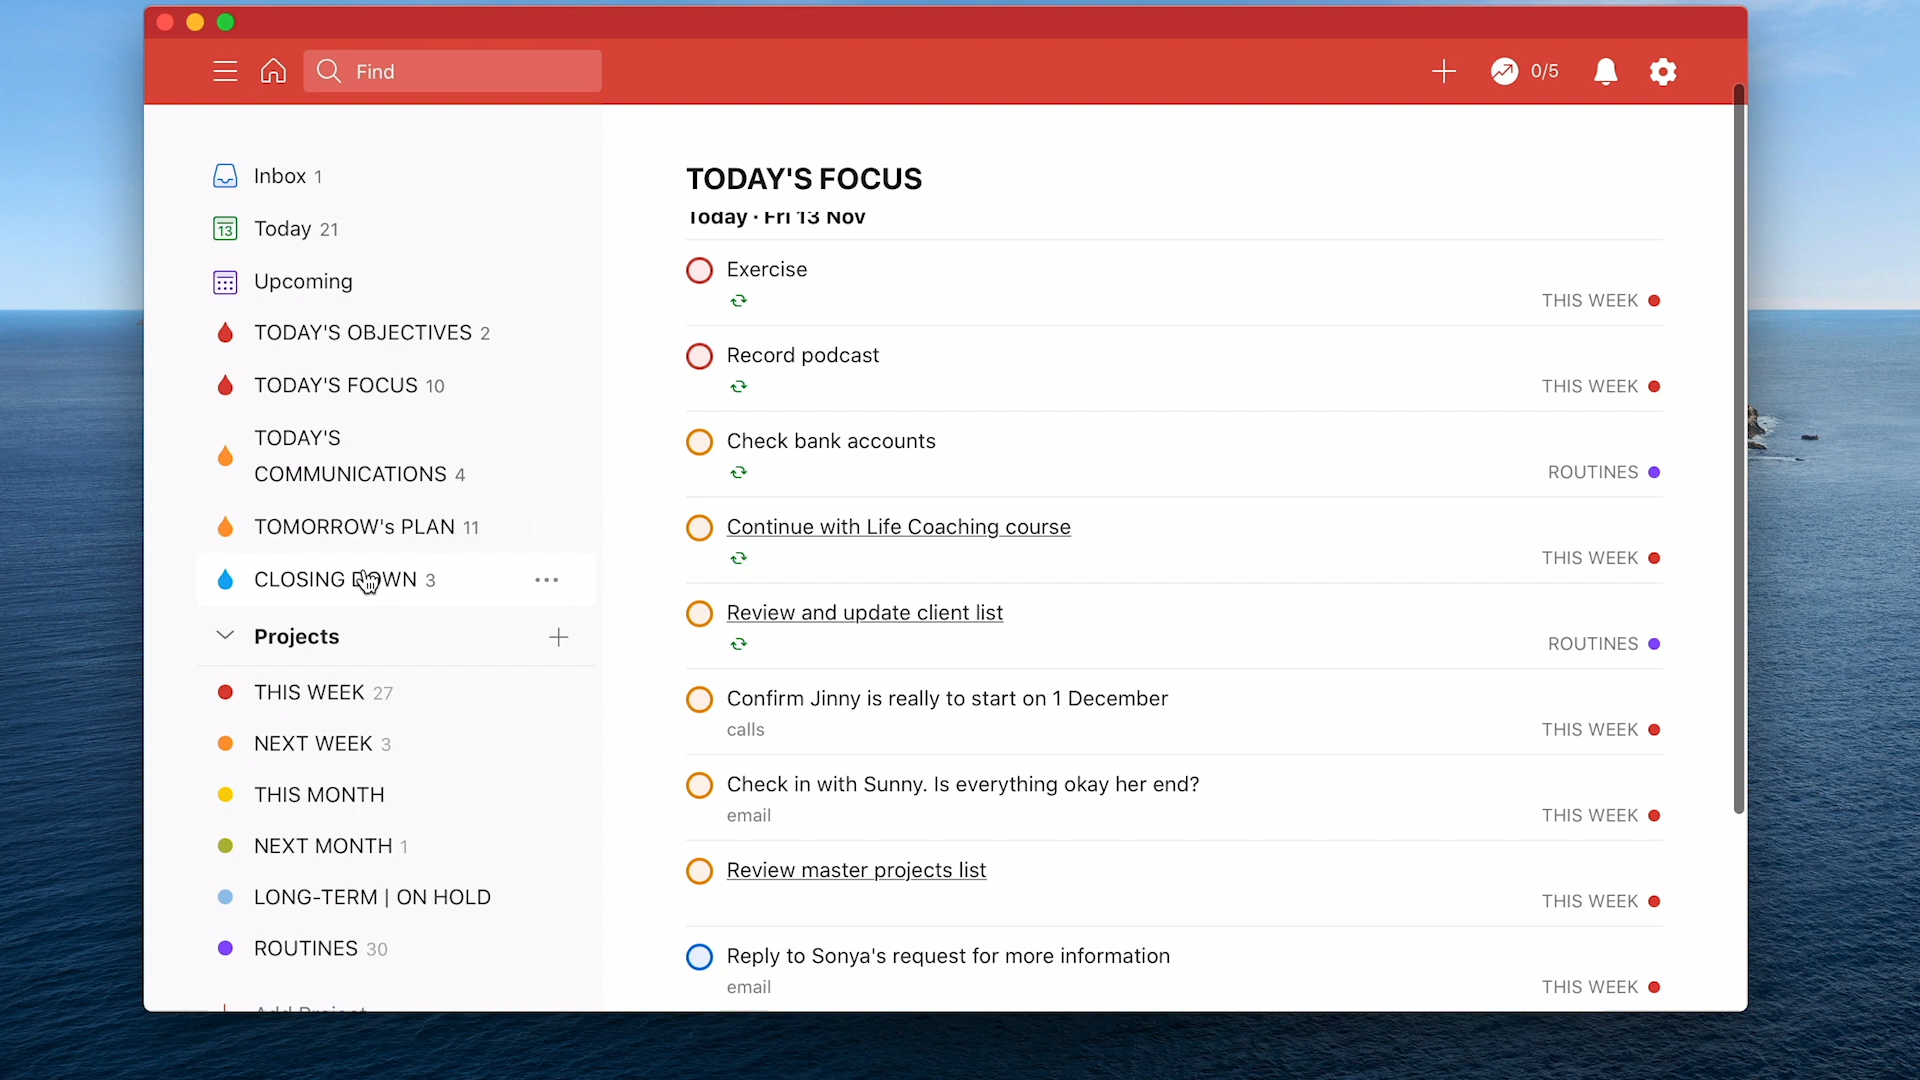 Find
0/5
Inbox 1
13
Today 21
Upcoming
TODAY'S OBJECTIVES 2
TODAY'S FOCUS 10
TODAY'S
COMMUNICATIONS 4
TOMORROW's PLAN 11
CLOSING DOWN 3
Projects
THIS WEEK 27
NEXT WEEK 3
THIS MONTH
NEXT MONTH 1
LONG-TERM | ON HOLD
ROUTINES 30
Add Project
TODAY'S FOCUS
Today · Fri 13 Nov
Exercise
THIS WEEK
Record podcast
THIS WEEK
Check bank accounts
ROUTINES
Continue with Life Coaching course
THIS WEEK
Review and update client list
ROUTINES
Confirm Jinny is really to start on 1 December
calls
THIS WEEK
Check in with Sunny. Is everything okay her end?
email
THIS WEEK
Review master projects list
THIS WEEK
Reply to Sonya's request for more information
email
THIS WEEK